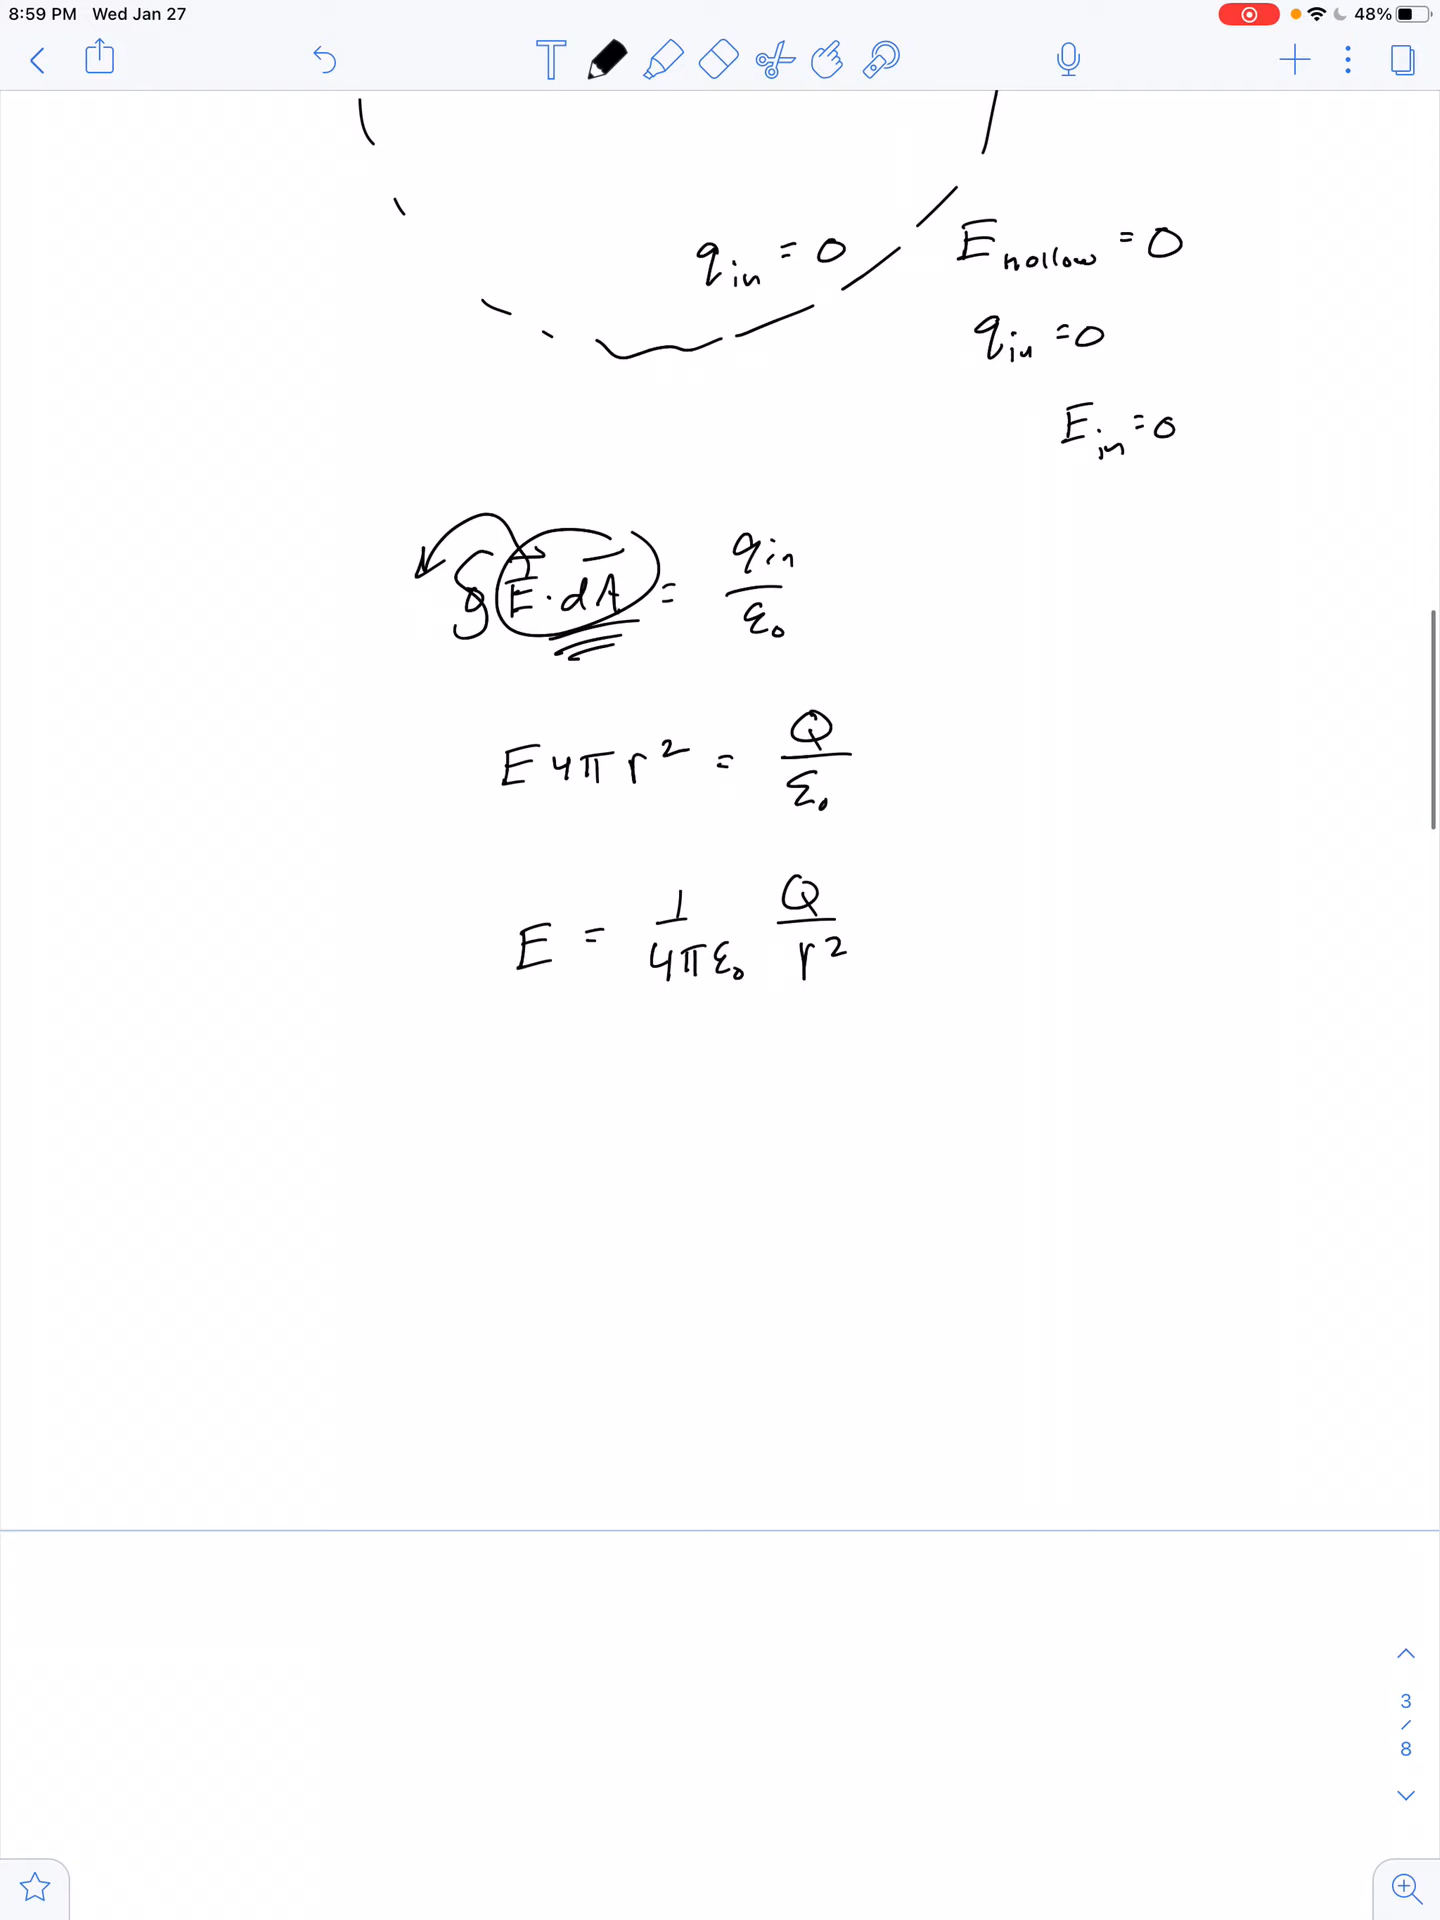 8:59 PM Wed Jan 27
48%
T
q_in = 0
E_hollow = 0
q_in = 0
E_in = 0
∮ E⃗ · dA⃗ = q_in / ε₀
E 4π r² = Q / ε₀
E = 1 / 4πε₀ Q / r²
3
/
8